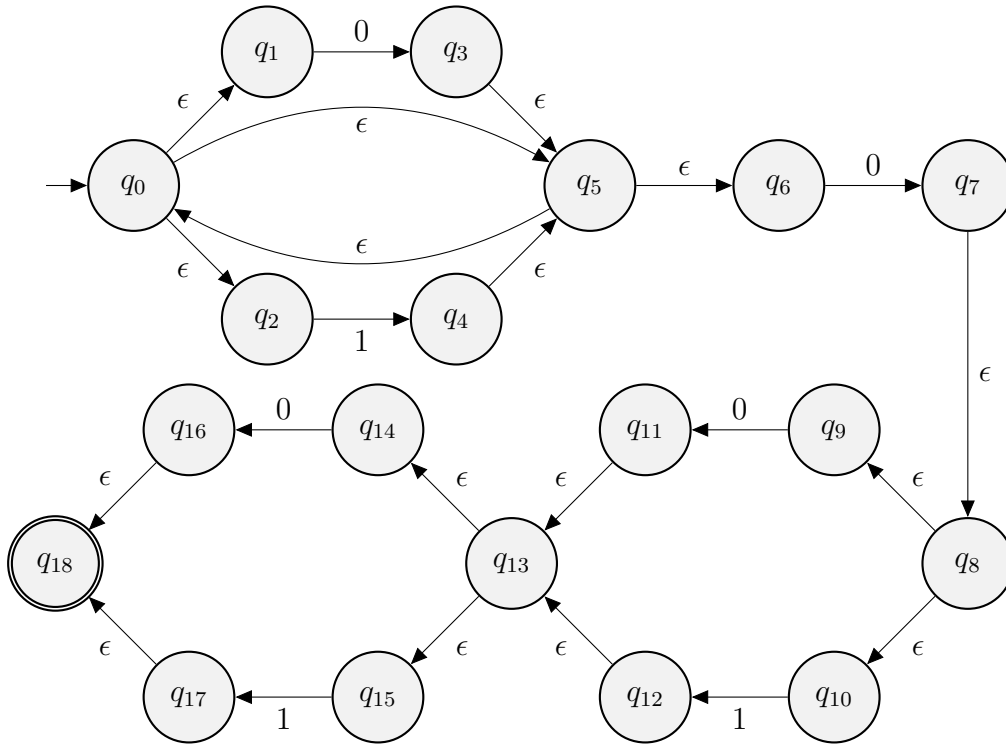 0
q₁ q₃
ϵ ϵ
ϵ
q₀ q₅ ϵ q₆ 0 q₇
ϵ
ϵ ϵ
q₂ q₄
1
ϵ
0 0
q₁₆ q₁₄ q₁₁ q₉
ϵ ϵ ϵ ϵ
q₁₈ q₁₃ q₈
ϵ ϵ ϵ ϵ
q₁₇ q₁₅ q₁₂ q₁₀
1 1